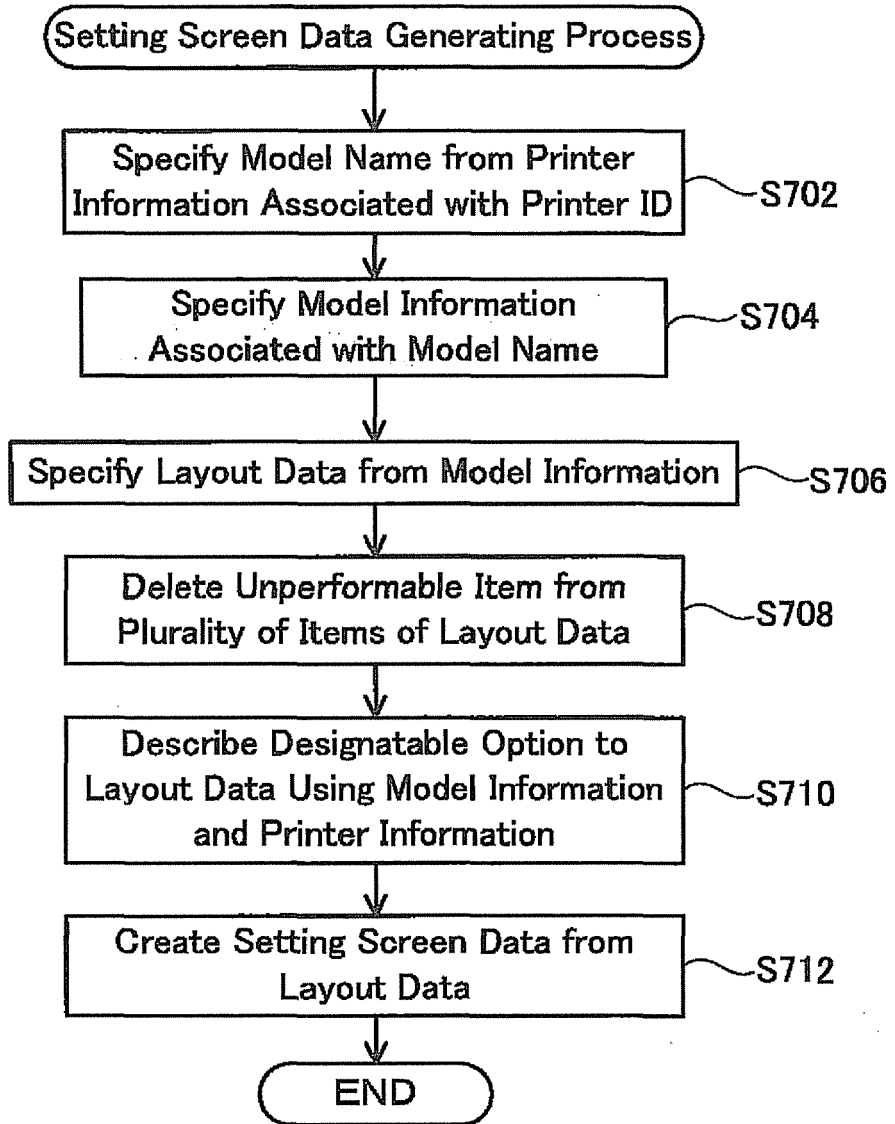 Setting Screen Data Generating Process
Specify Model Name from Printer
Information Associated with Printer ID
S702
Specify Model Information
Associated with Model Name
S704
Specify Layout Data from Model Information
S706
Delete Unperformable Item from
Plurality of Items of Layout Data
S708
Describe Designatable Option to
Layout Data Using Model Information
and Printer Information
S710
Create Setting Screen Data from
Layout Data
S712
END